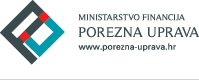 MINISTARSTVO FINANCIJA
POREZNA UPRAVA
www.porezna-uprava.hr